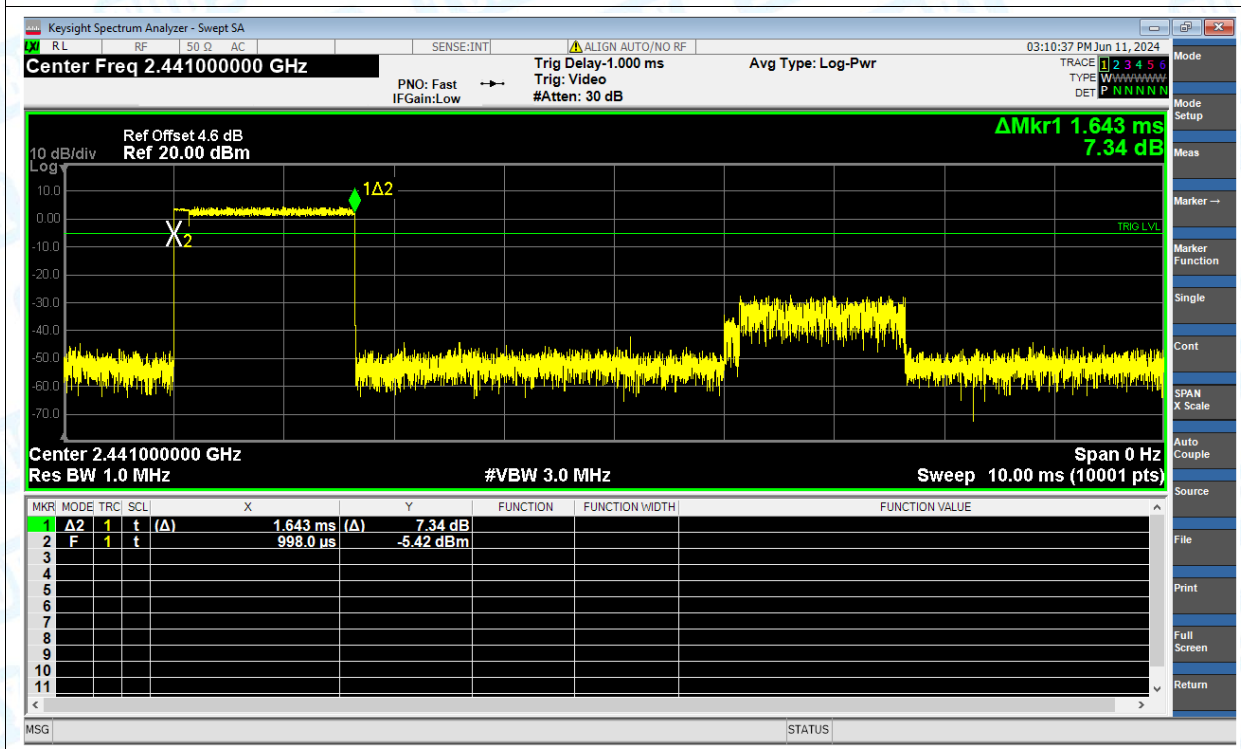 Keysight Spectrum Analyzer - Swept SA
LXI RL RF 50 Ω AC SENSE:INT ALIGN AUTO/NO RF 03:10:37 PM Jun 11, 2024
Center Freq 2.441000000 GHz
PNO: Fast
IFGain:Low
Trig Delay-1.000 ms
Trig: Video
#Atten: 30 dB
Avg Type: Log-Pwr
TRACE 1 2 3 4 5 6
TYPE WWWWWW
DET P N N N N N
ΔMkr1 1.643 ms
7.34 dB
Ref Offset 4.6 dB
10 dB/div Ref 20.00 dBm
Log
10.0
0.00
-10.0
-20.0
-30.0
-40.0
-50.0
-60.0
-70.0
1Δ2
X2
TRIG LVL
Center 2.441000000 GHz Span 0 Hz
Res BW 1.0 MHz #VBW 3.0 MHz Sweep 10.00 ms (10001 pts)
MKR MODE TRC SCL X Y FUNCTION FUNCTION WIDTH FUNCTION VALUE
1 Δ2 1 t (Δ) 1.643 ms (Δ) 7.34 dB
2 F 1 t 998.0 µs -5.42 dBm
3
4
5
6
7
8
9
10
11
MSG STATUS
Mode
Mode
Setup
Meas
Marker →
Marker
Function
Single
Cont
SPAN
X Scale
Auto
Couple
Source
File
Print
Full
Screen
Return